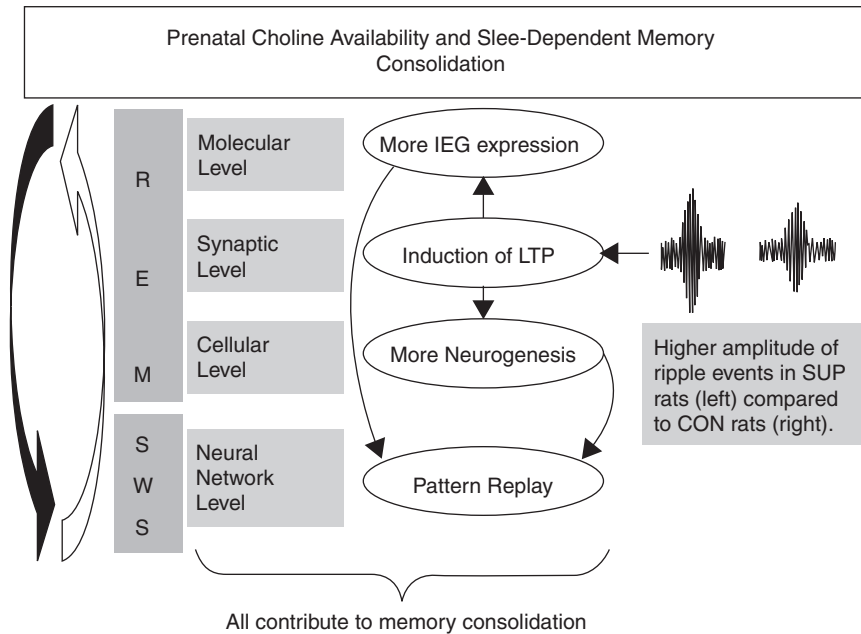 Prenatal Choline Availability and Slee-Dependent Memory
Consolidation
R
E
M
S
W
S
Molecular
Level
Synaptic
Level
Cellular
Level
Neural
Network
Level
More IEG expression
Induction of LTP
More Neurogenesis
Pattern Replay
Higher amplitude of
ripple events in SUP
rats (left) compared
to CON rats (right).
All contribute to memory consolidation